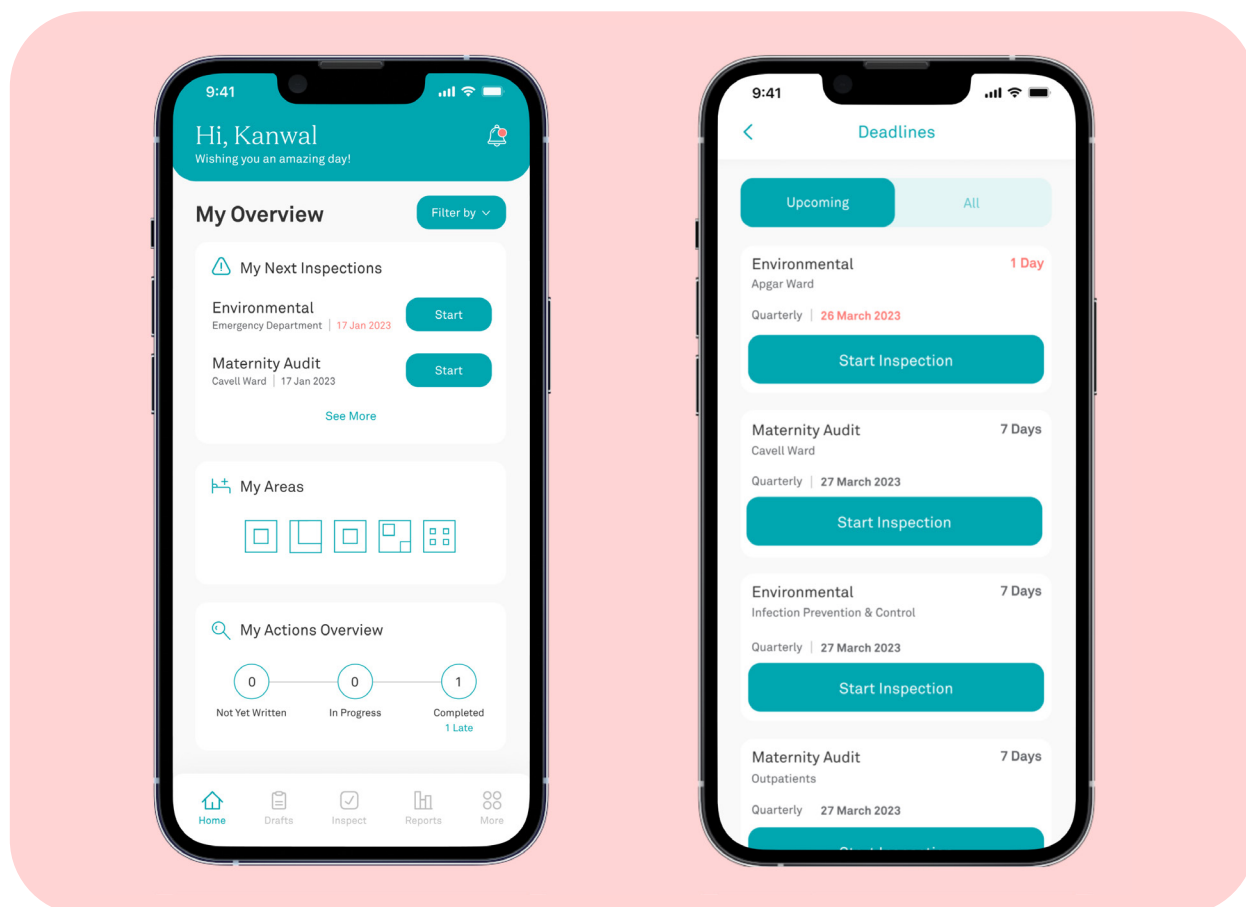 9:41
Hi, Kanwal
Wishing you an amazing day!
My Overview
Filter by
My Next Inspections
Environmental
Emergency Department | 17 Jan 2023
Start
Maternity Audit
Cavell Ward | 17 Jan 2023
Start
See More
My Areas
My Actions Overview
0
0
1
Not Yet Written
In Progress
Completed
1 Late
Home
Drafts
Inspect
Reports
More
9:41
Deadlines
Upcoming
All
Environmental
1 Day
Apgar Ward
Quarterly | 26 March 2023
Start Inspection
Maternity Audit
7 Days
Cavell Ward
Quarterly | 27 March 2023
Start Inspection
Environmental
7 Days
Infection Prevention & Control
Quarterly | 27 March 2023
Start Inspection
Maternity Audit
7 Days
Outpatients
Quarterly 27 March 2023